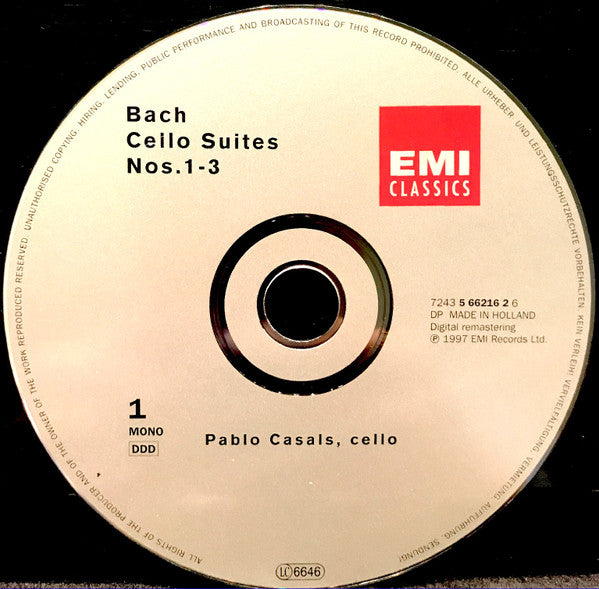 UNAUTHORISED COPYING, HIRING, LENDING, PUBLIC PERFORMANCE AND BROADCASTING OF THIS RECORD PROHIBITED. ALLE URHEBER- UND LEISTUNGSSCHUTZRECHTE VORBEHALTEN. KEIN VERLEIH! KEINE UNERLAUBTE VERVIELFÄLTIGUNG, VERMIETUNG, AUFFÜHRUNG, SENDUNG!
Bach
Cello Suites
Nos.1-3
EMI
CLASSICS
7243 5 66216 2 6
DP MADE IN HOLLAND
Digital remastering
℗ 1997 EMI Records Ltd.
1
MONO
DDD
Pablo Casals, cello
LC 6646
ALL RIGHTS OF THE PRODUCER AND OF THE OWNER OF THE WORK REPRODUCED RESERVED.